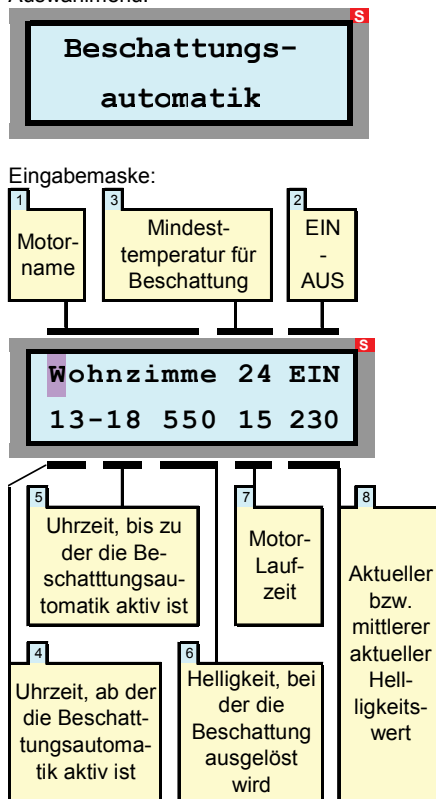 S
Beschattungs-
automatik
Eingabemaske:
1
Motor-
name
3
Mindest-
temperatur für
Beschattung
2
EIN
-
AUS
S
Wohnzimme 24 EIN
13-18 550 15 230
5
Uhrzeit, bis zu
der die Be-
schatttungsau-
tomatik aktiv ist
7
Motor-
Lauf-
zeit
8
Aktueller
bzw.
mittlerer
aktueller
Hell-
ligkeits-
wert
4
Uhrzeit, ab der
die Beschatt-
tungsautoma-
tik aktiv ist
6
Helligkeit, bei
der die
Beschattung
ausgelöst
wird